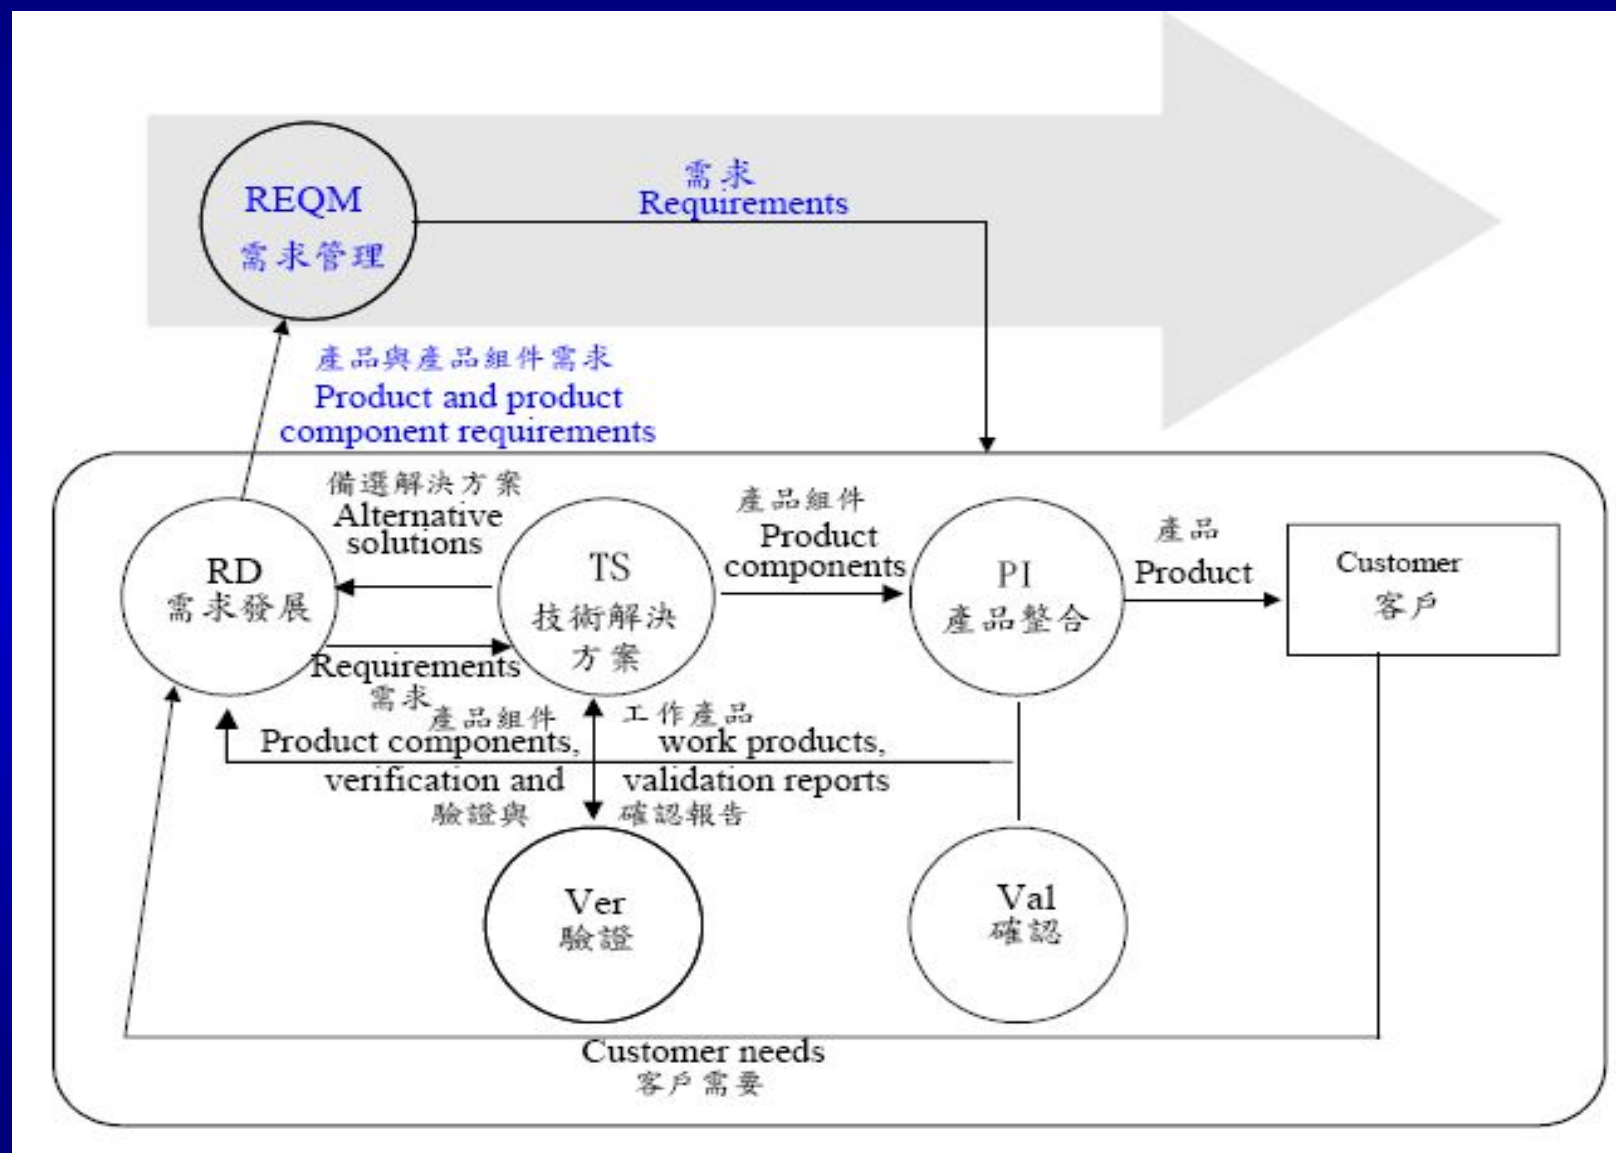 REQM
需求管理
需求
Requirements
產品與產品組件需求
Product and product
component requirements
備選解決方案
Alternative
solutions
產品組件
Product
components
產品
Product
RD
需求發展
TS
技術解決
方案
PI
產品整合
Customer
客戶
Requirements
需求
產品組件
工作產品
Product components,
work products,
verification and
validation reports
驗證與
確認報告
Ver
驗證
Val
確認
Customer needs
客戶需要